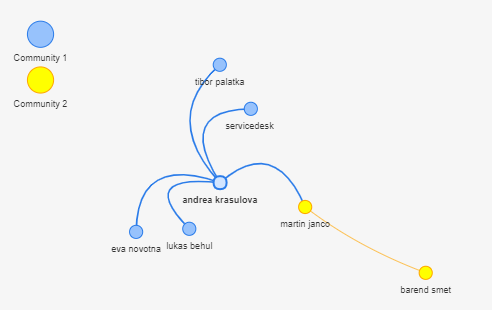 Community 1
Community 2
tibor palatka
servicedesk
andrea krasulova
martin janco
eva novotna
lukas behul
barend smet